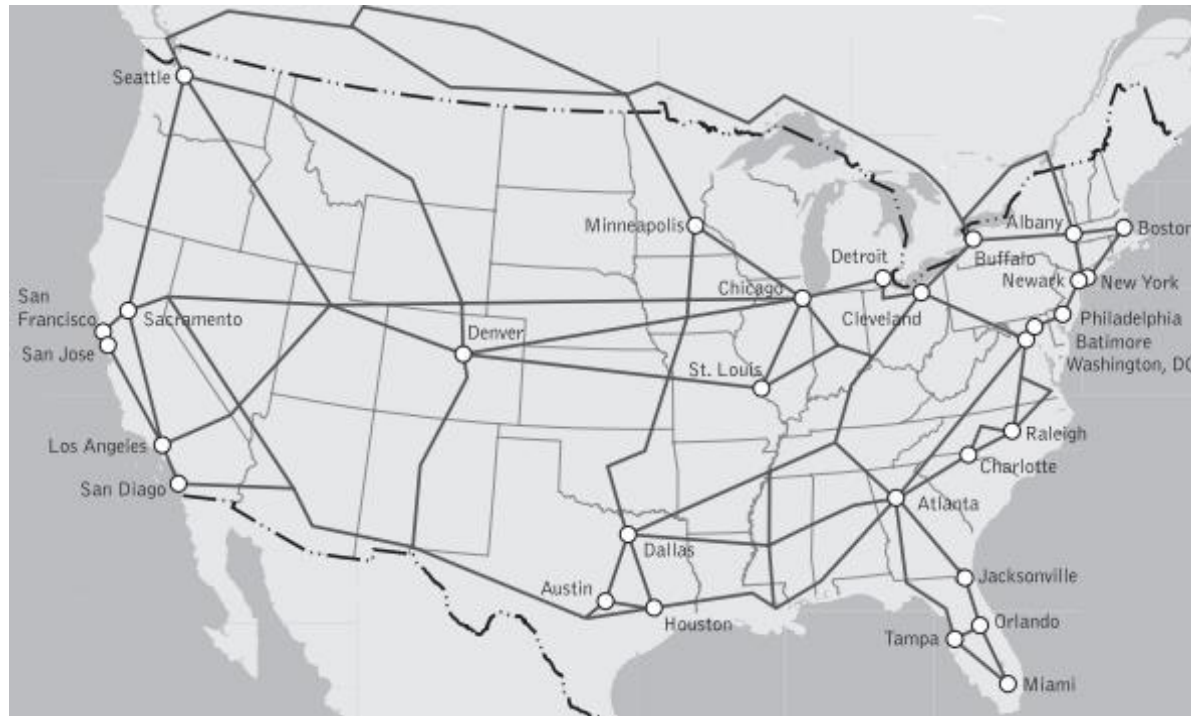 Seattle
Minneapolis
Albany
Boston
Detroit
Buffalo
Newark
New York
Chicago
San
Francisco
Sacramento
Cleveland
Philadelphia
Denver
San Jose
Batimore
St. Louis
Washington, DC
Los Angeles
Raleigh
Charlotte
San Diago
Atlanta
Dallas
Jacksonville
Austin
Houston
Orlando
Tampa
Miami